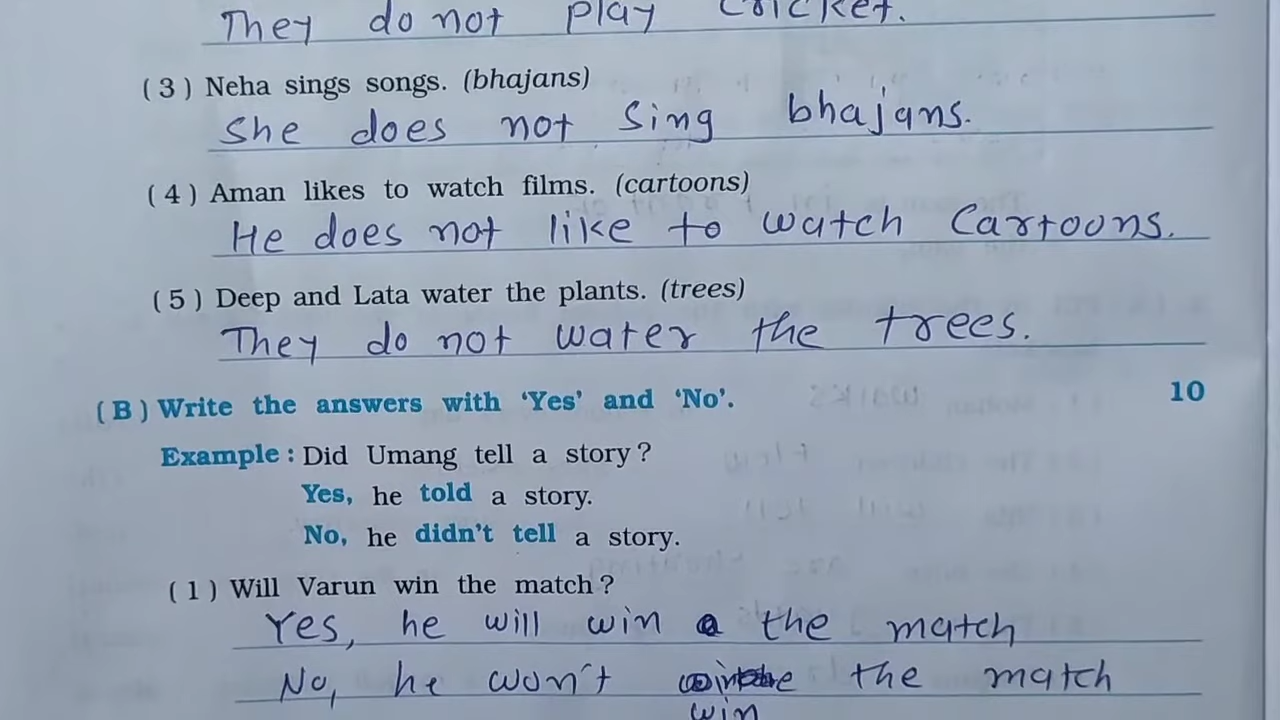 They do not play cricket.
(3) Neha sings songs. (bhajans)
She does not sing bhajans.
(4) Aman likes to watch films. (cartoons)
He does not like to watch cartoons.
(5) Deep and Lata water the plants. (trees)
They do not water the trees.
(B) Write the answers with ‘Yes’ and ‘No’. 10
Example : Did Umang tell a story?
Yes, he told a story.
No, he didn’t tell a story.
(1) Will Varun win the match?
Yes, he will win the match
No, he won't the match
win